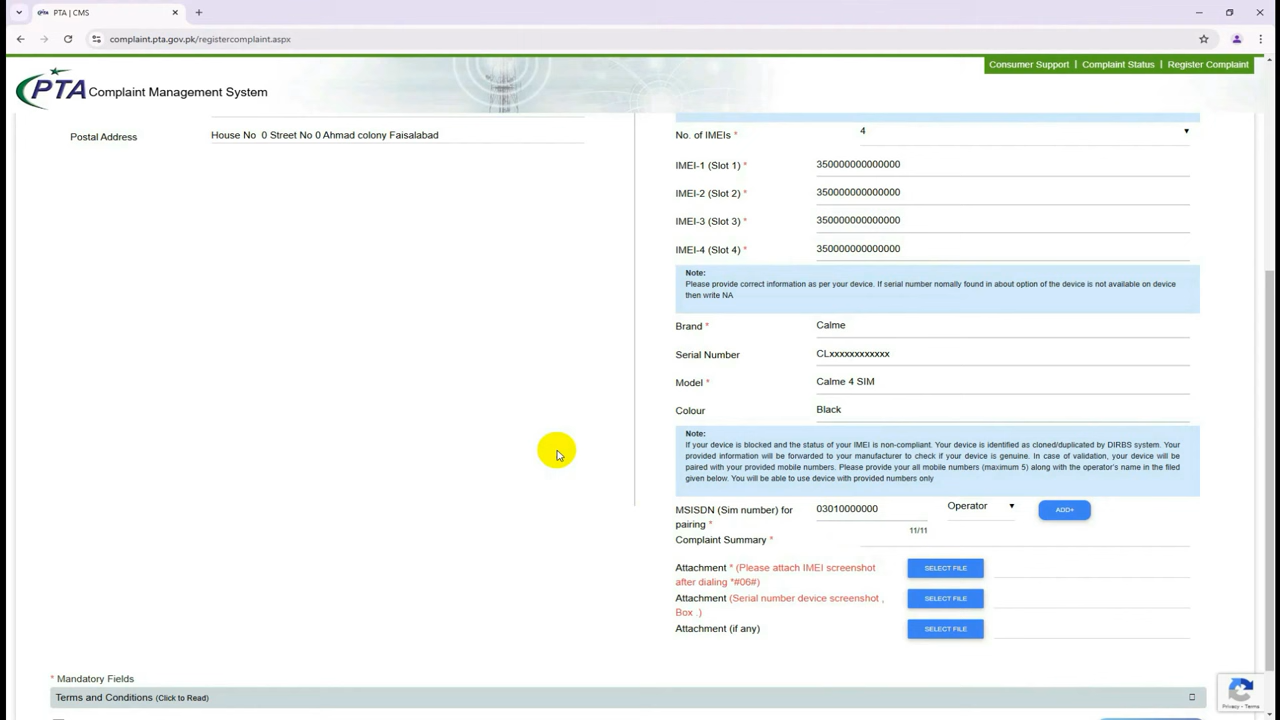 PTA | CMS
complaint.pta.gov.pk/registercomplaint.aspx
Consumer Support | Complaint Status | Register Complaint
PTA Complaint Management System
Postal Address
House No 0 Street No 0 Ahmad colony Faisalabad
No. of IMEIs *
4
IMEI-1 (Slot 1) *
350000000000000
IMEI-2 (Slot 2) *
350000000000000
IMEI-3 (Slot 3) *
350000000000000
IMEI-4 (Slot 4) *
350000000000000
Note:
Please provide correct information as per your device. If serial number nomally found in about option of the device is not available on device
then write NA
Brand *
Calme
Serial Number
CLxxxxxxxxxxxx
Model *
Calme 4 SIM
Colour
Black
Note:
If your device is blocked and the status of your IMEI is non-compliant. Your device is identified as cloned/duplicated by DIRBS system. Your
provided information will be forwarded to your manufacturer to check if your device is genuine. In case of validation, your device will be
paired with your provided mobile numbers. Please provide your all mobile numbers (maximum 5) along with the operator's name in the filed
given below. You will be able to use device with provided numbers only
MSISDN (Sim number) for
pairing *
03010000000
Operator
ADD+
11/11
Complaint Summary *
Attachment * (Please attach IMEI screenshot
after dialing *#06#)
SELECT FILE
Attachment (Serial number device screenshot ,
Box .)
SELECT FILE
Attachment (if any)
SELECT FILE
* Mandatory Fields
Terms and Conditions (Click to Read)
Privacy - Terms